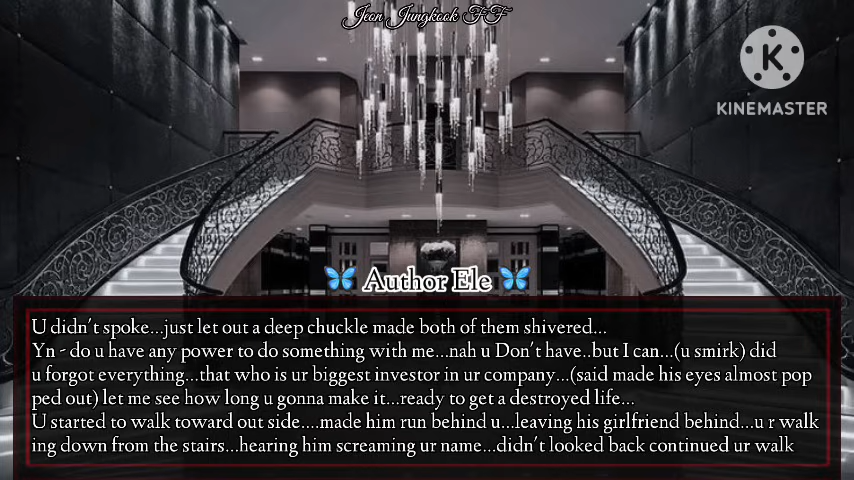 Jeon Jungkook FF
KINEMASTER
🦋 Author Ele 🦋
U didn't spoke...just let out a deep chuckle made both of them shivered...
Yn - do u have any power to do something with me...nah u Don't have..but I can...(u smirk) did
u forgot everything...that who is ur biggest investor in ur company...(said made his eyes almost pop
ped out) let me see how long u gonna make it...ready to get a destroyed life...
U started to walk toward out side....made him run behind u...leaving his girlfriend behind...u r walk
ing down from the stairs...hearing him screaming ur name...didn't looked back continued ur walk